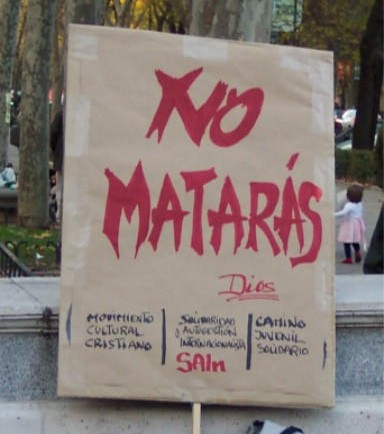 NO
MATARÁS
Dios
MOVIMIENTO
CULTURAL
CRISTIANO
SOLIDARIDAD
y AUTOGESTIÓN
INTERNACIONALISTA
SAIn
CAMINO
JUVENIL
SOLIDARIO